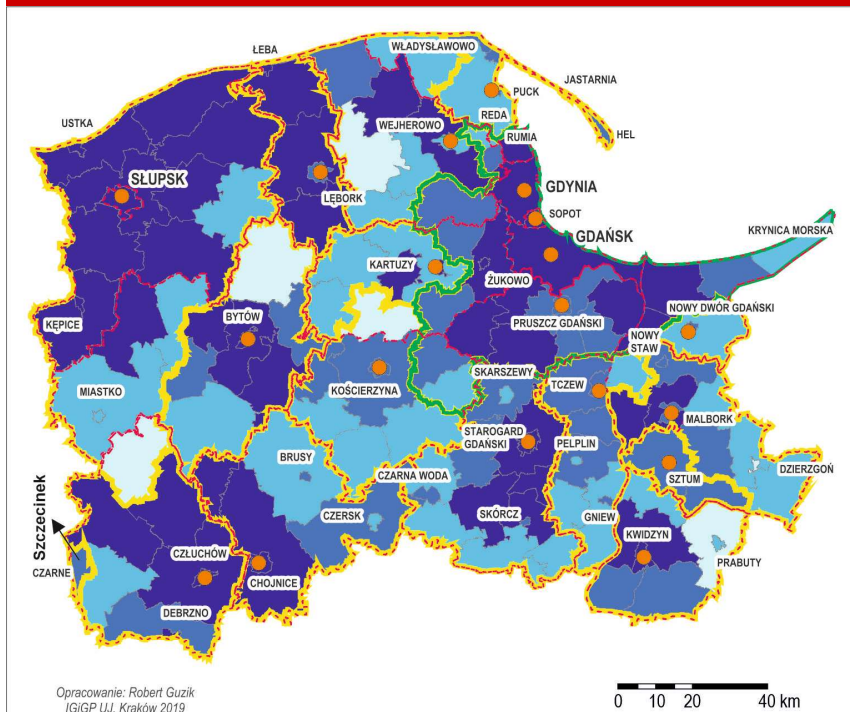 ŁEBA
WŁADYSŁAWOWO
JASTARNIA
PUCK
USTKA
WEJHEROWO
REDA
RUMIA
HEL
SŁUPSK
LĘBORK
GDYNIA
SOPOT
GDAŃSK
KRYNICA MORSKA
KARTUZY
ŻUKOWO
NOWY DWÓR GDAŃSKI
KĘPICE
BYTÓW
PRUSZCZ GDAŃSKI
NOWY
STAW
SKARSZEWY
TCZEW
MIASTKO
KOŚCIERZYNA
MALBORK
STAROGARD
GDAŃSKI
PELPLIN
BRUSY
CZARNA WODA
DZIERZGOŃ
SZTUM
Szczecinek
CZERSK
SKÓRCZ
GNIEW
KWIDZYN
CZŁUCHÓW
PRABUTY
CZARNE
CHOJNICE
DEBRZNO
Opracowanie: Robert Guzik
IGiGP UJ, Kraków 2019
0 10 20 40 km